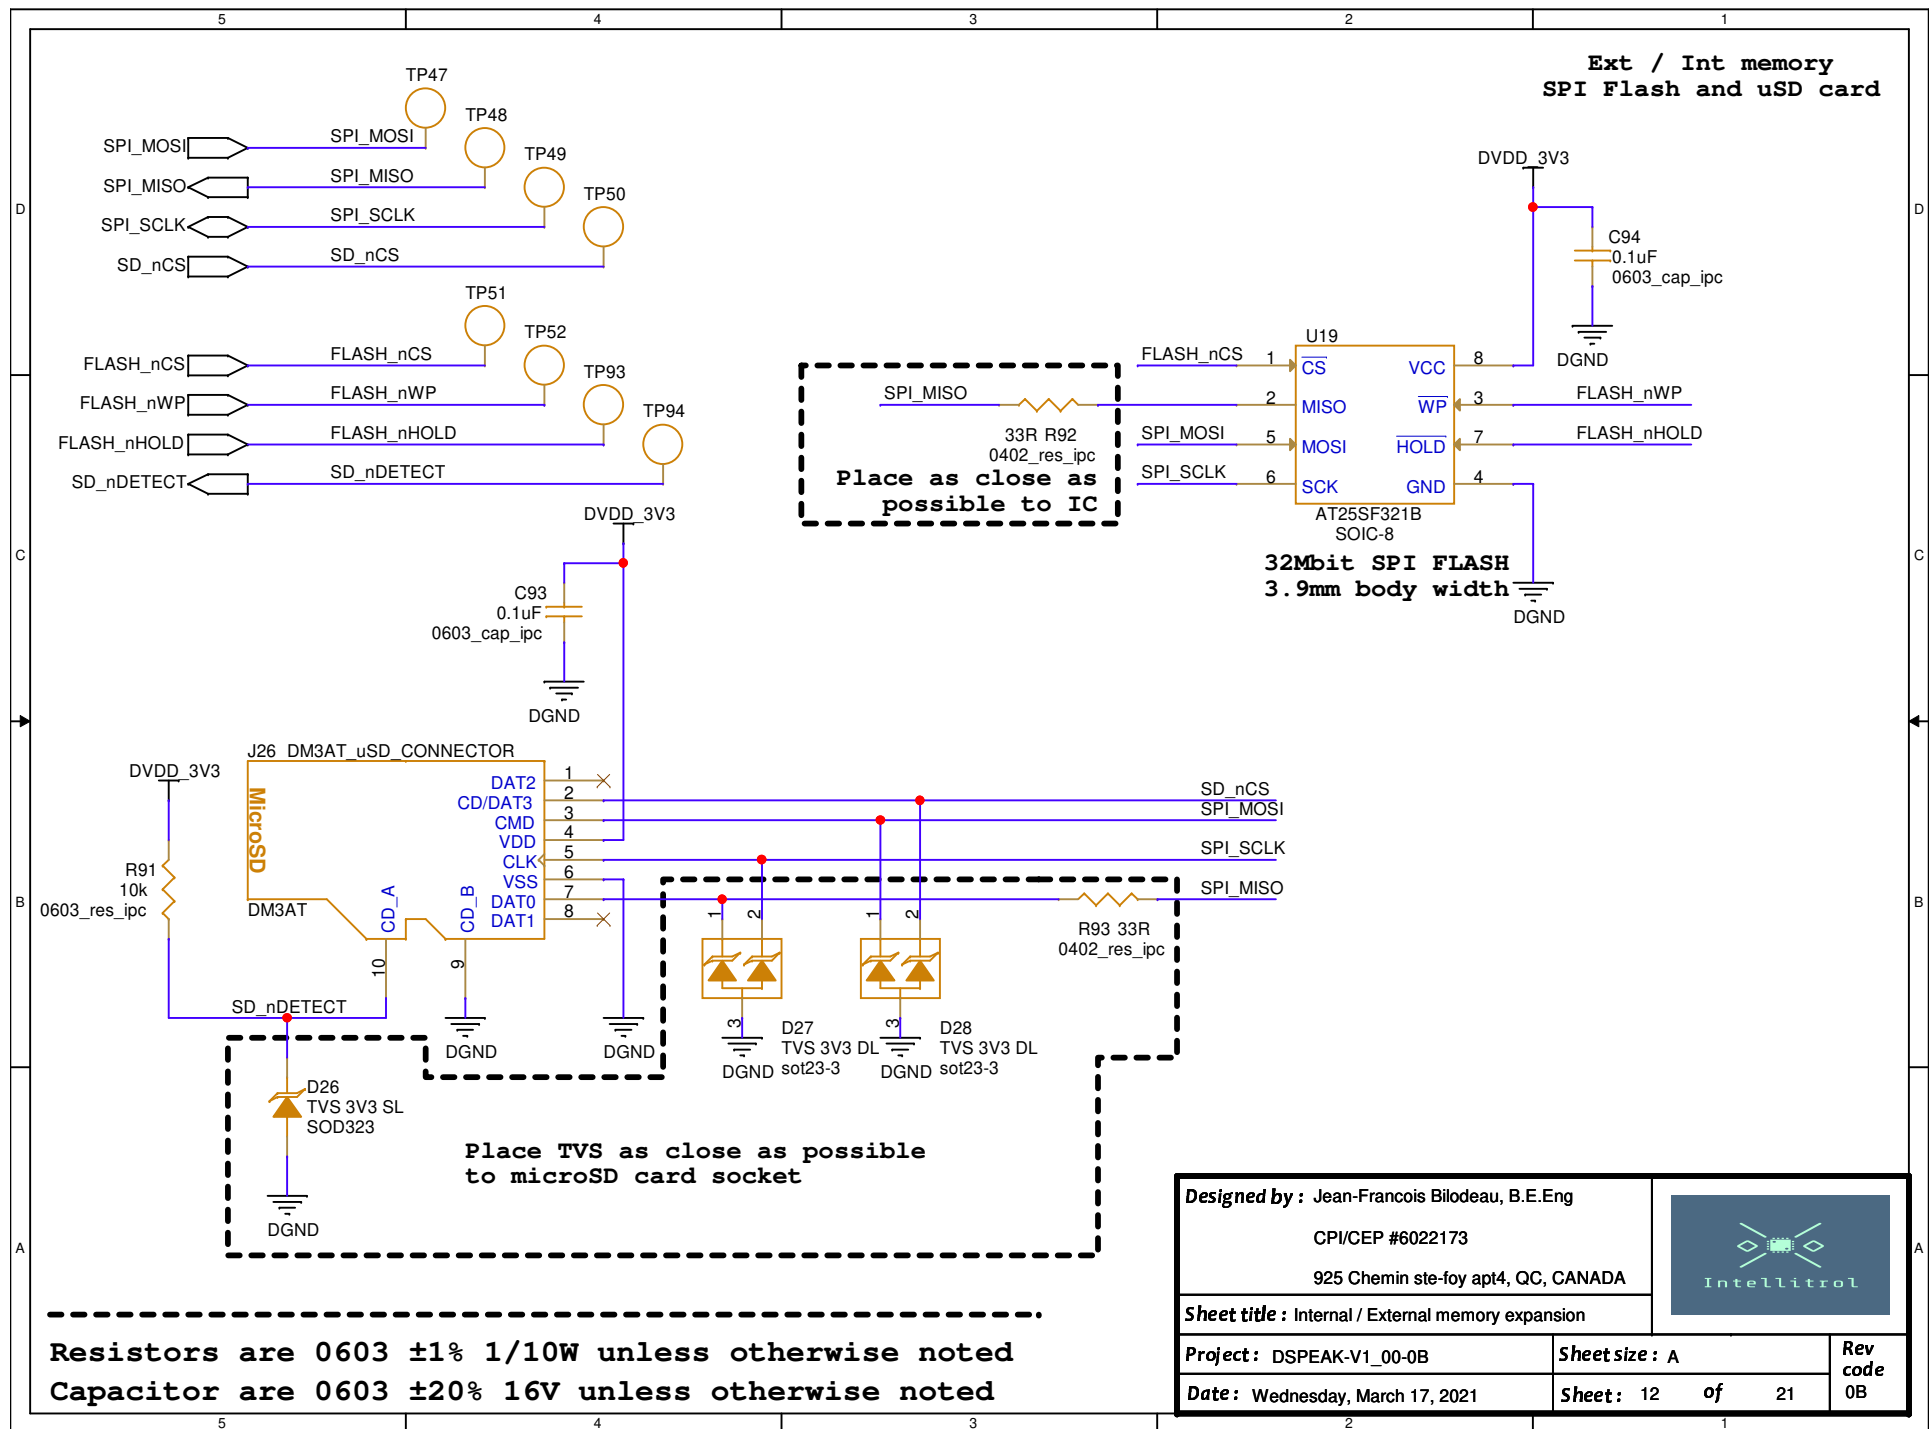 5 4 3 2 1
Ext / Int memory
SPI Flash and uSD card
TP47
TP48
TP49
TP50
SPI_MOSI SPI_MOSI
SPI_MISO SPI_MISO
SPI_SCLK SPI_SCLK
SD_nCS SD_nCS
D D
TP51
TP52
TP93
TP94
FLASH_nCS FLASH_nCS
FLASH_nWP FLASH_nWP
FLASH_nHOLD FLASH_nHOLD
SD_nDETECT SD_nDETECT
DVDD_3V3
C94
0.1uF
0603_cap_ipc
DGND
U19
FLASH_nCS 1 CS VCC 8
SPI_MISO 2 MISO WP 3 FLASH_nWP
SPI_MOSI 5 MOSI HOLD 7 FLASH_nHOLD
SPI_SCLK 6 SCK GND 4
33R R92
0402_res_ipc
Place as close as
possible to IC
AT25SF321B
SOIC-8
32Mbit SPI FLASH
3.9mm body width
DGND
C C
DVDD_3V3
C93
0.1uF
0603_cap_ipc
DGND
J26 DM3AT_uSD_CONNECTOR
DVDD_3V3
MicroSD
DAT2 1
CD/DAT3 2 SD_nCS
CMD 3 SPI_MOSI
VDD 4
CLK 5 SPI_SCLK
VSS 6
DAT0 7 SPI_MISO
DAT1 8
R91
10k
0603_res_ipc
DM3AT
CD_A
CD_B
10
9
B B
1 2
1 2
R93 33R
0402_res_ipc
SD_nDETECT
DGND
DGND
3
D27
TVS 3V3 DL
sot23-3
DGND
3
D28
TVS 3V3 DL
sot23-3
DGND
D26
TVS 3V3 SL
SOD323
DGND
Place TVS as close as possible
to microSD card socket
A A
Designed by : Jean-Francois Bilodeau, B.E.Eng
CPI/CEP #6022173
925 Chemin ste-foy apt4, QC, CANADA
Intellitrol
Sheet title : Internal / External memory expansion
Project : DSPEAK-V1_00-0B
Sheet size : A
Rev
code
0B
Date : Wednesday, March 17, 2021
Sheet : 12 of 21
Resistors are 0603 ±1% 1/10W unless otherwise noted
Capacitor are 0603 ±20% 16V unless otherwise noted
5 4 3 2 1